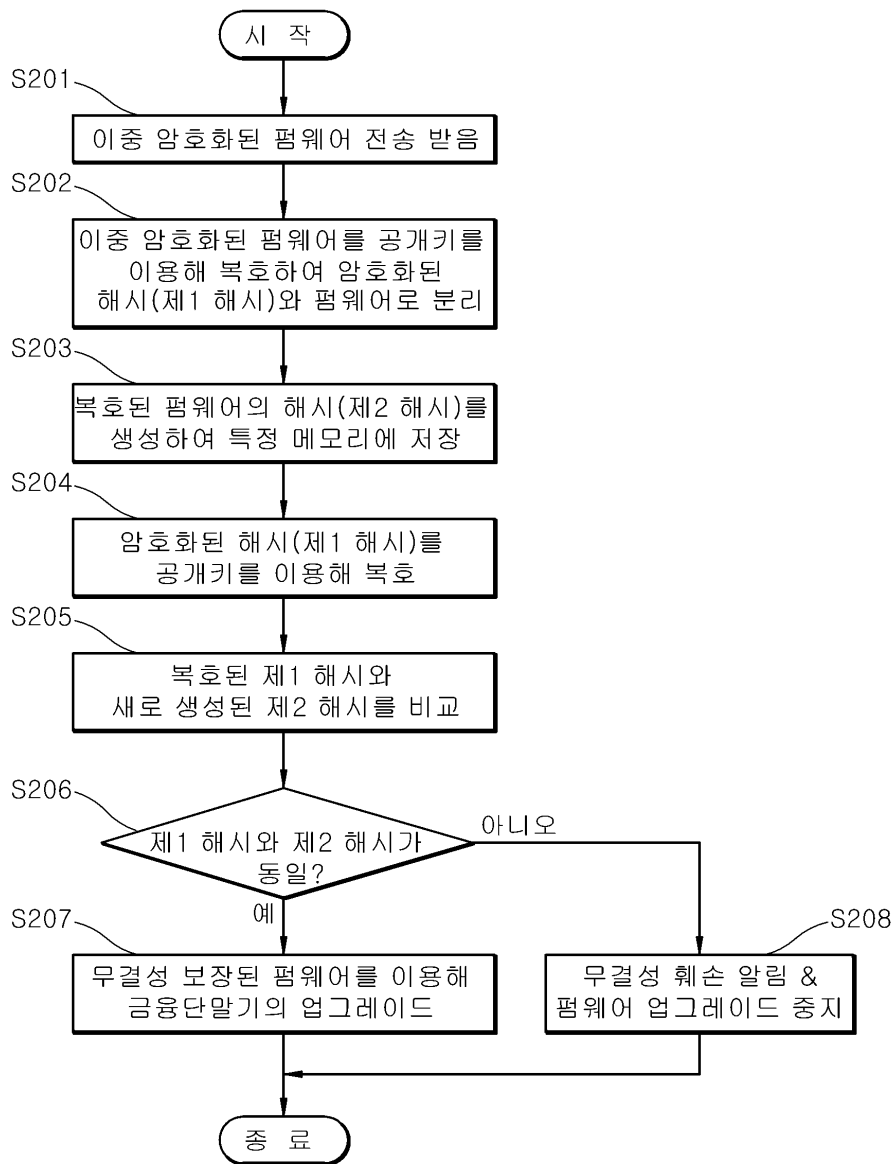 시 작
S201
이중 암호화된 펌웨어 전송 받음
S202
이중 암호화된 펌웨어를 공개키를
이용해 복호하여 암호화된
해시(제1 해시)와 펌웨어로 분리
S203
복호된 펌웨어의 해시(제2 해시)를
생성하여 특정 메모리에 저장
S204
암호화된 해시(제1 해시)를
공개키를 이용해 복호
S205
복호된 제1 해시와
새로 생성된 제2 해시를 비교
S206
제1 해시와 제2 해시가
동일?
아니오
예
S207
무결성 보장된 펌웨어를 이용해
금융단말기의 업그레이드
S208
무결성 훼손 알림 &
펌웨어 업그레이드 중지
종 료